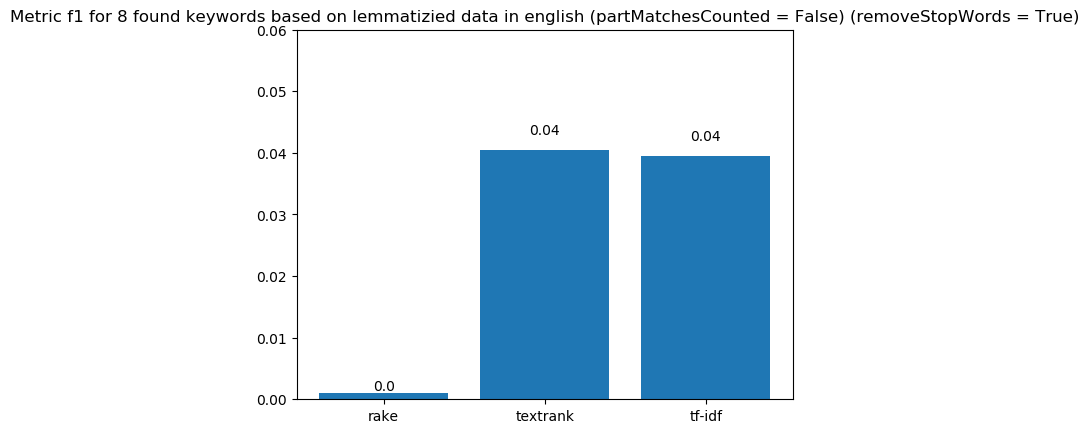 Metric f1 for 8 found keywords based on lemmatizied data in english (partMatchesCounted = False) (removeStopWords = True)
0.06
0.05
0.04
0.03
0.02
0.01
0.00
0.0
0.04
0.04
rake
textrank
tf-idf